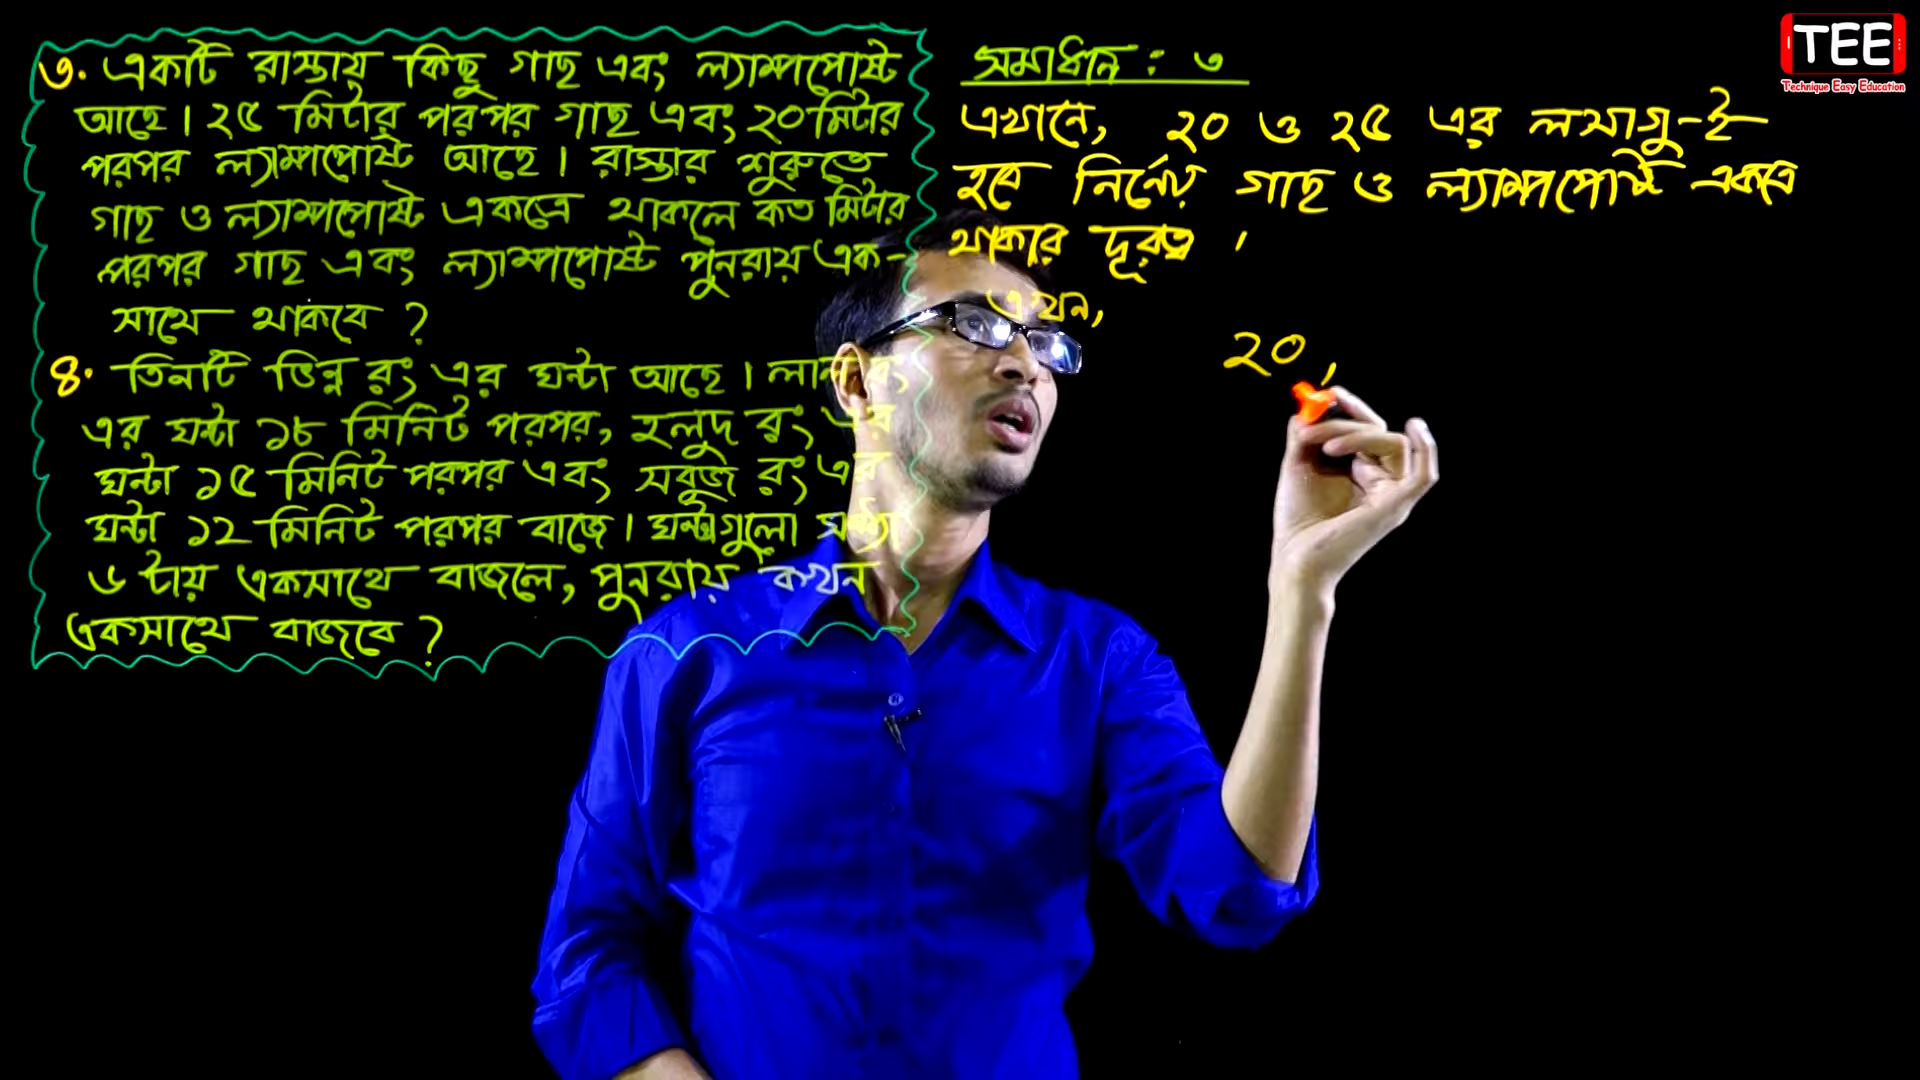 ৩. একটি রাস্তায় কিছু গাছ এবং ল্যাম্পপোষ্ট
আছে। ২৫ মিটার পরপর গাছ এবং ২০ মিটার
পরপর ল্যাম্পপোষ্ট আছে। রাস্তার শুরুতে
গাছ ও ল্যাম্পপোষ্ট একত্রে থাকলে কত মিটার
পরপর গাছ এবং ল্যাম্পপোষ্ট পুনরায় এক-
সাথে থাকবে ?
৪. তিনটি ভিন্ন রং এর ঘন্টা আছে। লাল রং
এর ঘন্টা ১৮ মিনিট পরপর, হলুদ রং এর
ঘন্টা ১৫ মিনিট পরপর এবং সবুজ রং এর
ঘন্টা ১২ মিনিট পরপর বাজে। ঘন্টাগুলো সন্ধ্যা
৬ টায় একসাথে বাজলে, পুনরায় কখন
একসাথে বাজবে ?
সমাধান : ৩
এখানে, ২০ ও ২৫ এর লসাগু-ই
হবে নির্নেয় গাছ ও ল্যাম্পপোষ্ট একত্রে
থাকার দূরত্ব ।
এখন,
২০,
TEE
Technique Easy Education